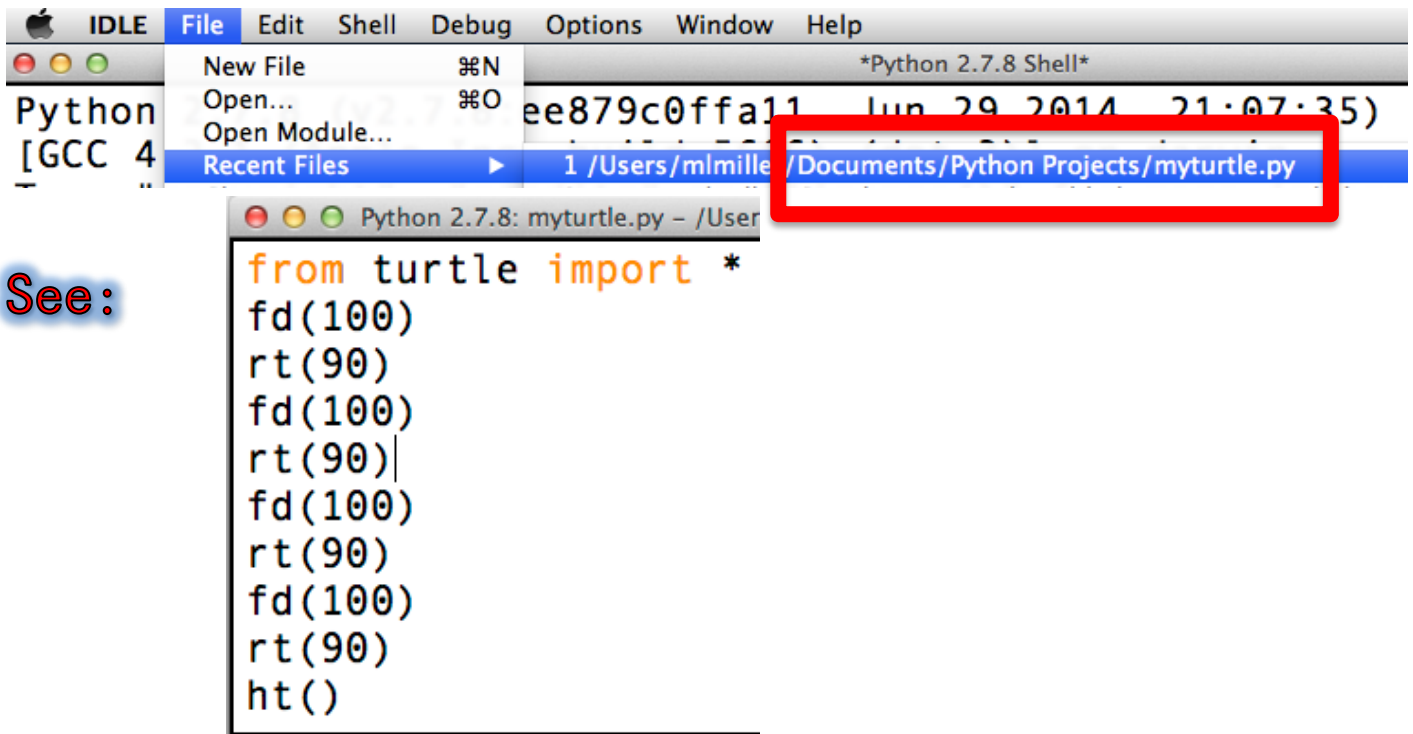 IDLE File Edit Shell Debug Options Window Help
*Python 2.7.8 Shell*
New File ⌘N
Open... ⌘O
Open Module...
Recent Files ▶
Python ee879c0ffa11, Jun 29 2014, 21:07:35)
[GCC 4
1 /Users/mlmille /Documents/Python Projects/myturtle.py
Python 2.7.8: myturtle.py – /User
See:
from turtle import *
fd(100)
rt(90)
fd(100)
rt(90)
fd(100)
rt(90)
fd(100)
rt(90)
ht()